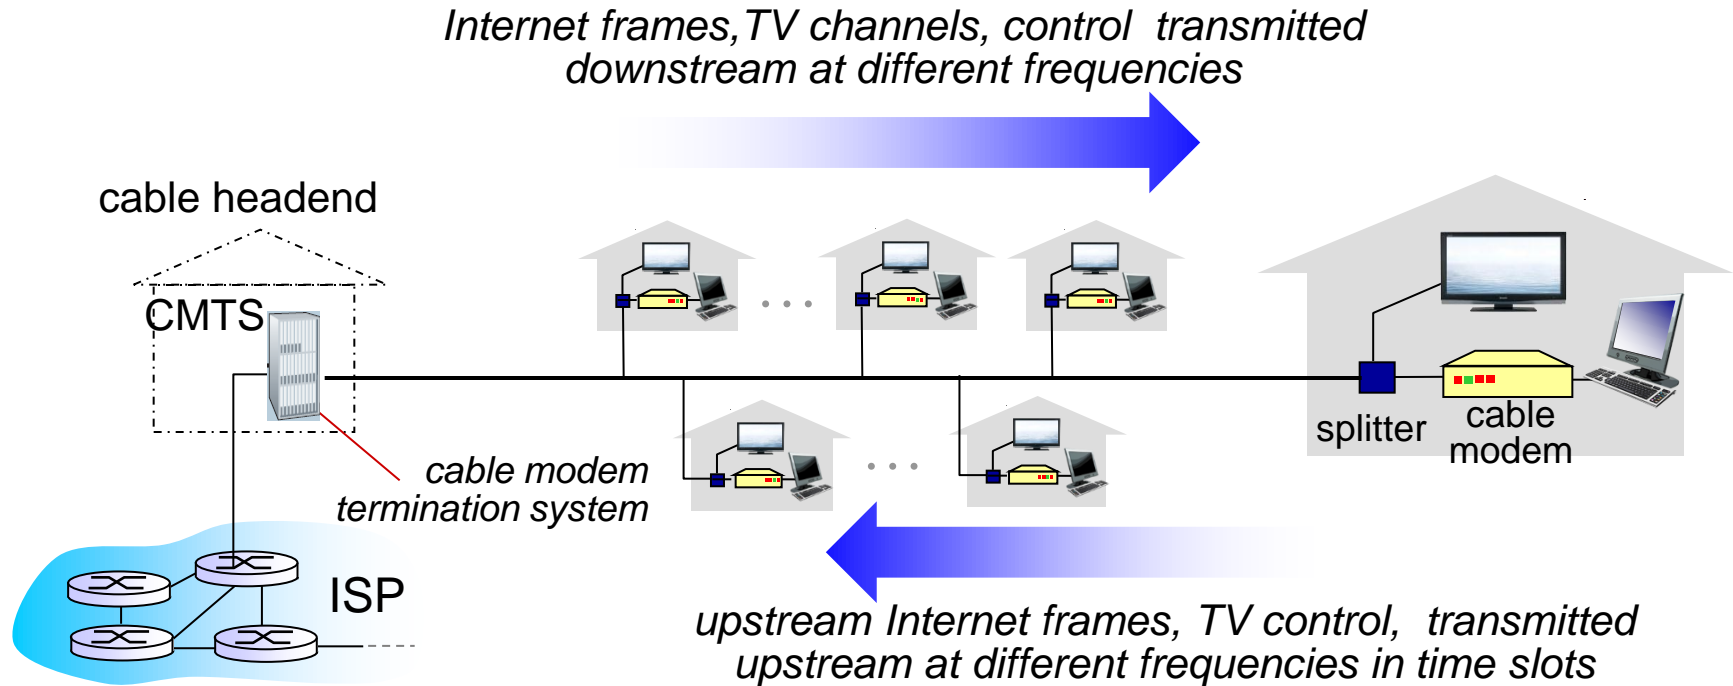 Internet frames,TV channels, control  transmitted
downstream at different frequencies
cable headend
CMTS
splitter
cable
modem
cable modem
termination system
ISP
upstream Internet frames, TV control,  transmitted
upstream at different frequencies in time slots